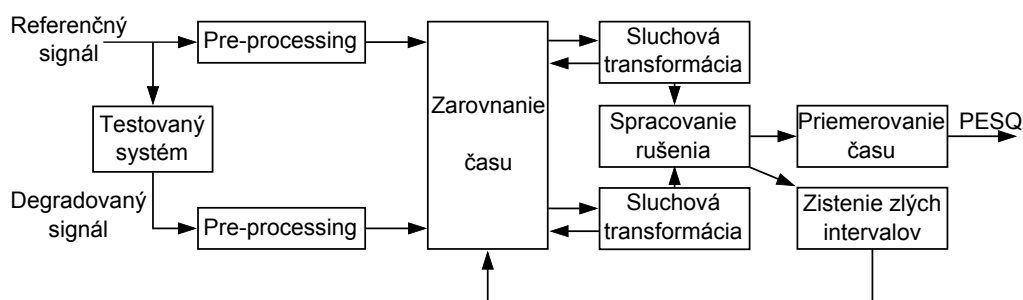 Referenčný
signál
Pre-processing
Testovaný
systém
Degradovaný
signál
Pre-processing
Zarovnanie
času
Sluchová
transformácia
Spracovanie
rušenia
Sluchová
transformácia
Priemerovanie
času
PESQ
Zistenie zlých
intervalov